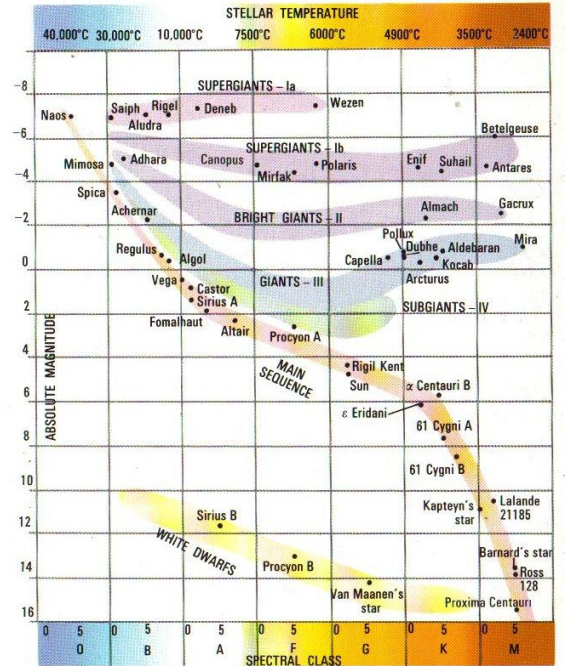 STELLAR TEMPERATURE
40,000°C 30,000°C 10,000°C 7500°C 6000°C 4900°C 3500°C 2400°C
-8
SUPERGIANTS – Ia
Naos
Saiph
Aludra
Rigel
Deneb
Wezen
-6
SUPERGIANTS – Ib
Betelgeuse
Mimosa
Adhara
Canopus
Mirfak
Polaris
Enif
Suhail
Antares
-4
Spica
Achernar
BRIGHT GIANTS – II
Almach
Gacrux
-2
Regulus
Algol
Capella
Pollux
Dubhe
Aldebaran
Mira
Kocab
Arcturus
0
Vega
Castor
Sirius A
GIANTS – III
SUBGIANTS – IV
2
Fomalhaut
Altair
Procyon A
ABSOLUTE MAGNITUDE
4
MAIN
SEQUENCE
Rigil Kent
Sun
α Centauri B
6
ε Eridani
61 Cygni A
8
61 Cygni B
10
Kapteyn's
star
Lalande
21185
Sirius B
12
WHITE DWARFS
Procyon B
Barnard's star
Ross
128
14
Van Maanen's
star
Proxima Centauri
16
0 5 0 5 0 5 0 5 0 5 0 5 0 5
O B A F G K M
SPECTRAL CLASS